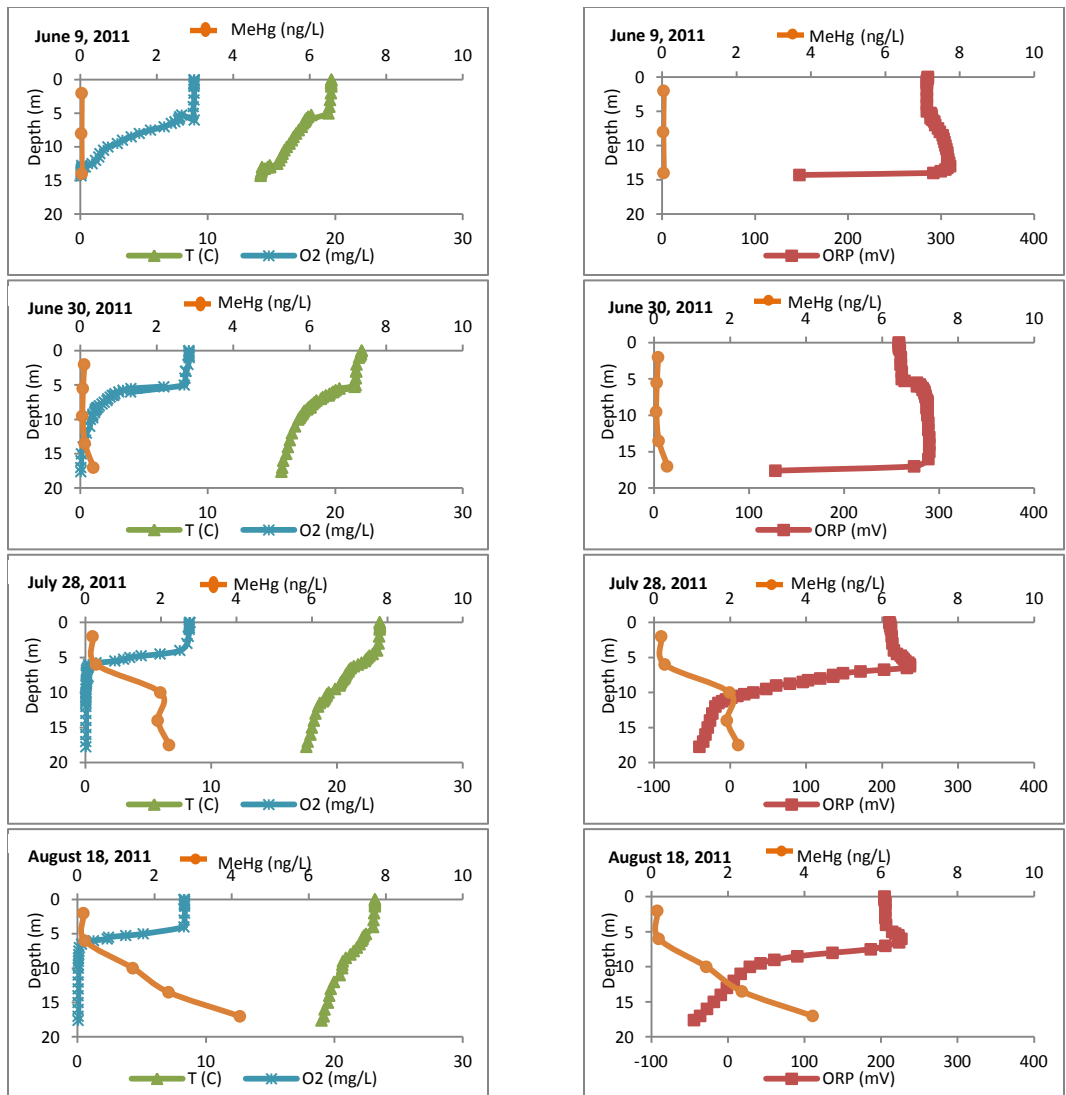 June 9, 2011 MeHg (ng/L)
0 2 4 6 8 10
0
5
10
15
20
Depth (m)
0 10 20 30
T (C) O2 (mg/L)
June 9, 2011 MeHg (ng/L)
0 2 4 6 8 10
0
5
10
15
20
Depth (m)
0 100 200 300 400
ORP (mV)
June 30, 2011 MeHg (ng/L)
0 2 4 6 8 10
0
5
10
15
20
Depth (m)
0 10 20 30
T (C) O2 (mg/L)
June 30, 2011 MeHg (ng/L)
0 2 4 6 8 10
0
5
10
15
20
Depth (m)
0 100 200 300 400
ORP (mV)
July 28, 2011 MeHg (ng/L)
0 2 4 6 8 10
0
5
10
15
20
Depth (m)
0 10 20 30
T (C) O2 (mg/L)
July 28, 2011 MeHg (ng/L)
0 2 4 6 8 10
0
5
10
15
20
Depth (m)
-100 0 100 200 300 400
ORP (mV)
August 18, 2011 MeHg (ng/L)
0 2 4 6 8 10
0
5
10
15
20
Depth (m)
0 10 20 30
T (C) O2 (mg/L)
August 18, 2011 MeHg (ng/L)
0 2 4 6 8 10
0
5
10
15
20
Depth (m)
-100 0 100 200 300 400
ORP (mV)